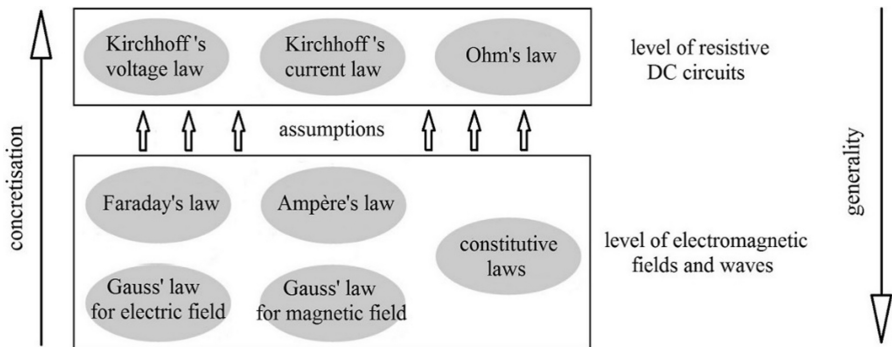 Kirchhoff's
voltage law
Kirchhoff's
current law
Ohm's law
level of resistive
DC circuits
assumptions
concretisation
generality
Faraday's law
Ampère's law
constitutive
laws
level of electromagnetic
fields and waves
Gauss' law
for electric field
Gauss' law
for magnetic field